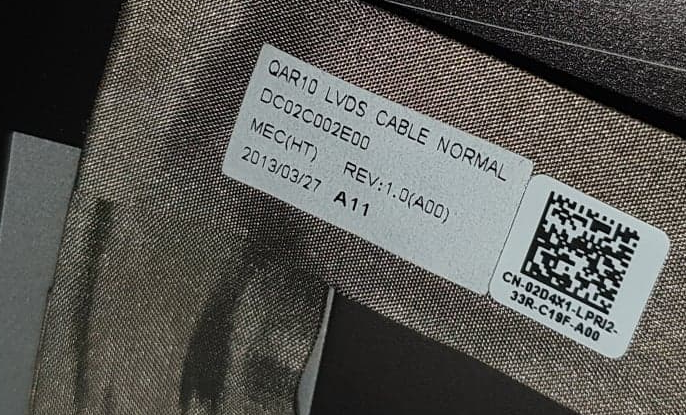 QAR10 LVDS CABLE NORMAL
DC02C002E00
MEC(HT) REV:1.0(A00)
2013/03/27 A11
CN-02D4X1-LPRI2-
33R-C19F-A00